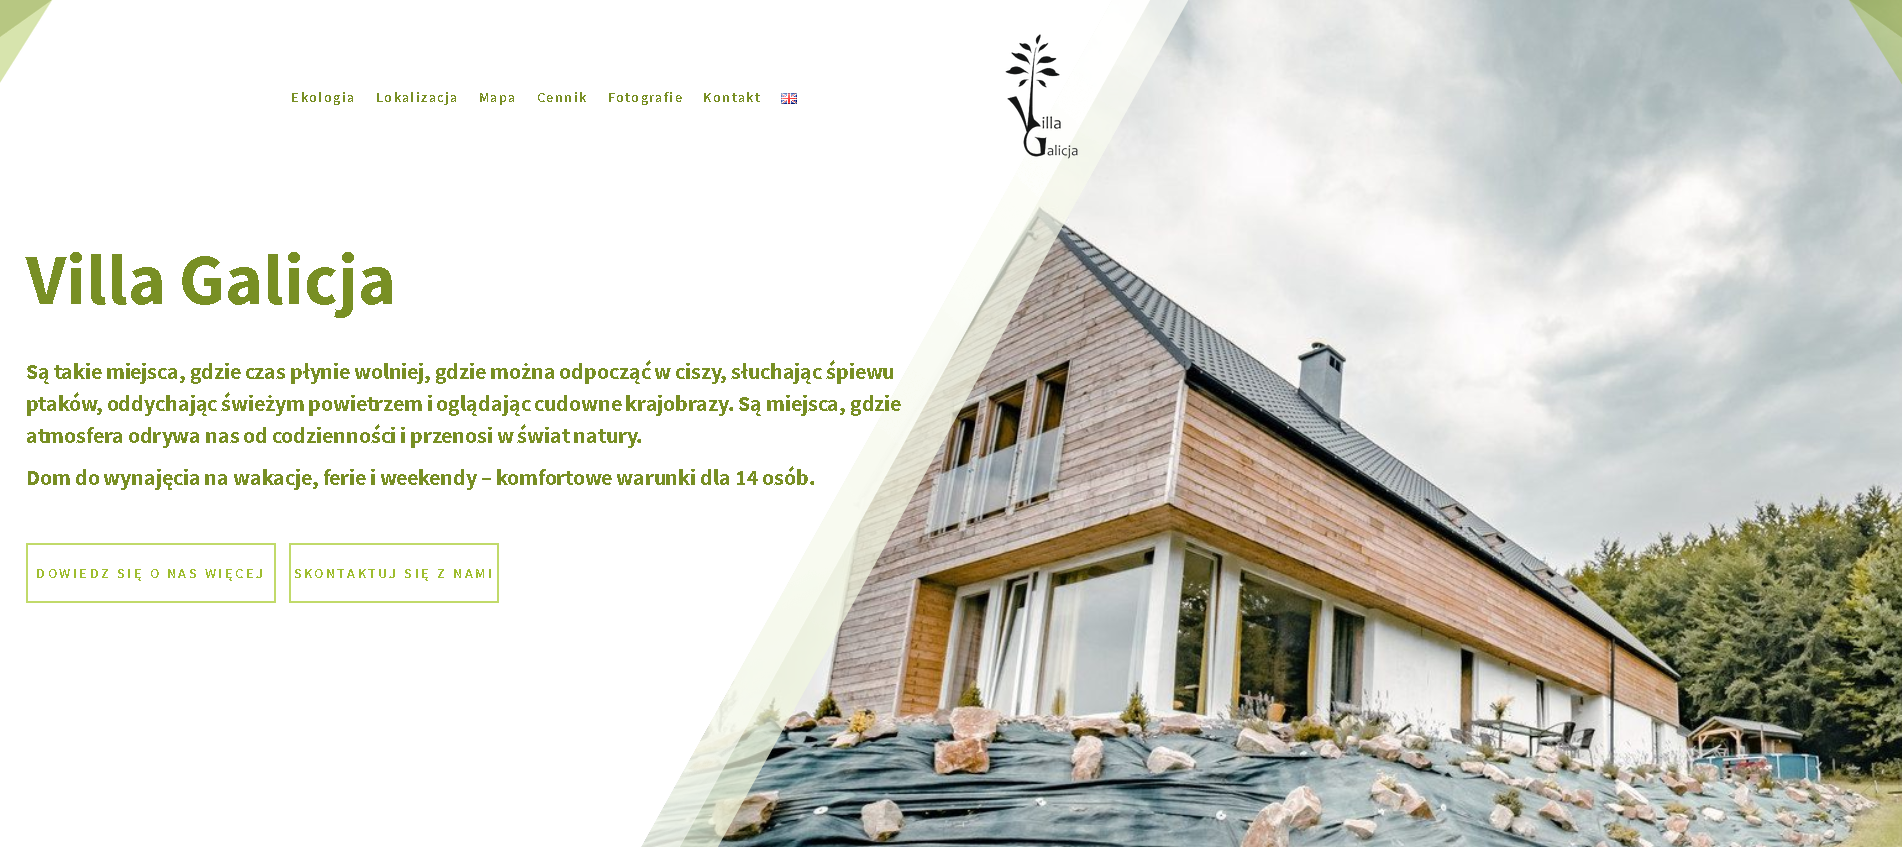 Ekologia Lokalizacja Mapa Cennik Fotografie Kontakt
Villa
Galicja
Villa Galicja
Są takie miejsca, gdzie czas płynie wolniej, gdzie można odpocząć w ciszy, słuchając śpiewu
ptaków, oddychając świeżym powietrzem i oglądając cudowne krajobrazy. Są miejsca, gdzie
atmosfera odrywa nas od codzienności i przenosi w świat natury.
Dom do wynajęcia na wakacje, ferie i weekendy – komfortowe warunki dla 14 osób.
DOWIEDZ SIĘ O NAS WIĘCEJ SKONTAKTUJ SIĘ Z NAMI